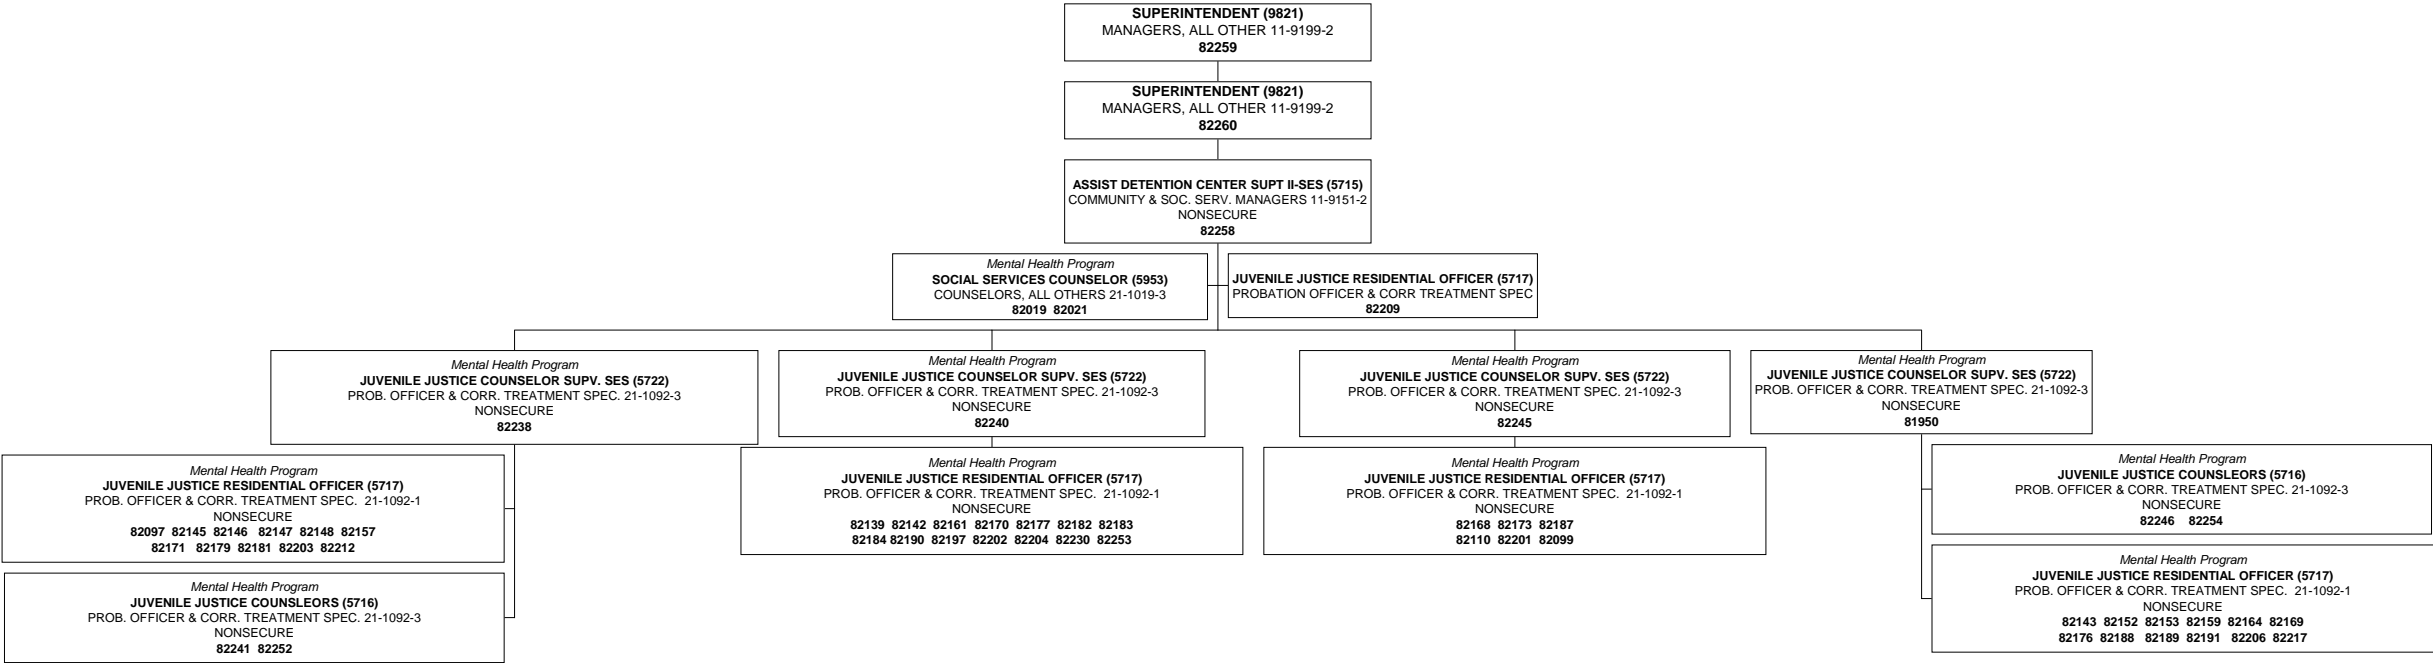 SUPERINTENDENT (9821)
MANAGERS, ALL OTHER 11-9199-2
82259
SUPERINTENDENT (9821)
MANAGERS, ALL OTHER 11-9199-2
82260
ASSIST DETENTION CENTER SUPT II-SES (5715)
COMMUNITY & SOC. SERV. MANAGERS 11-9151-2
NONSECURE
82258
Mental Health Program
SOCIAL SERVICES COUNSELOR (5953)
COUNSELORS, ALL OTHERS 21-1019-3
82019 82021
JUVENILE JUSTICE RESIDENTIAL OFFICER (5717)
PROBATION OFFICER & CORR TREATMENT SPEC
82209
Mental Health Program
JUVENILE JUSTICE COUNSELOR SUPV. SES (5722)
PROB. OFFICER & CORR. TREATMENT SPEC. 21-1092-3
NONSECURE
82238
Mental Health Program
JUVENILE JUSTICE COUNSELOR SUPV. SES (5722)
PROB. OFFICER & CORR. TREATMENT SPEC. 21-1092-3
NONSECURE
82240
Mental Health Program
JUVENILE JUSTICE COUNSELOR SUPV. SES (5722)
PROB. OFFICER & CORR. TREATMENT SPEC. 21-1092-3
NONSECURE
82245
Mental Health Program
JUVENILE JUSTICE COUNSELOR SUPV. SES (5722)
PROB. OFFICER & CORR. TREATMENT SPEC. 21-1092-3
NONSECURE
81950
Mental Health Program
JUVENILE JUSTICE RESIDENTIAL OFFICER (5717)
PROB. OFFICER & CORR. TREATMENT SPEC. 21-1092-1
NONSECURE
82097 82145 82146 82147 82148 82157
82171 82179 82181 82203 82212
Mental Health Program
JUVENILE JUSTICE COUNSLEORS (5716)
PROB. OFFICER & CORR. TREATMENT SPEC. 21-1092-3
NONSECURE
82241 82252
Mental Health Program
JUVENILE JUSTICE RESIDENTIAL OFFICER (5717)
PROB. OFFICER & CORR. TREATMENT SPEC. 21-1092-1
NONSECURE
82139 82142 82161 82170 82177 82182 82183
82184 82190 82197 82202 82204 82230 82253
Mental Health Program
JUVENILE JUSTICE RESIDENTIAL OFFICER (5717)
PROB. OFFICER & CORR. TREATMENT SPEC. 21-1092-1
NONSECURE
82168 82173 82187
82110 82201 82099
Mental Health Program
JUVENILE JUSTICE COUNSLEORS (5716)
PROB. OFFICER & CORR. TREATMENT SPEC. 21-1092-3
NONSECURE
82246 82254
Mental Health Program
JUVENILE JUSTICE RESIDENTIAL OFFICER (5717)
PROB. OFFICER & CORR. TREATMENT SPEC. 21-1092-1
NONSECURE
82143 82152 82153 82159 82164 82169
82176 82188 82189 82191 82206 82217